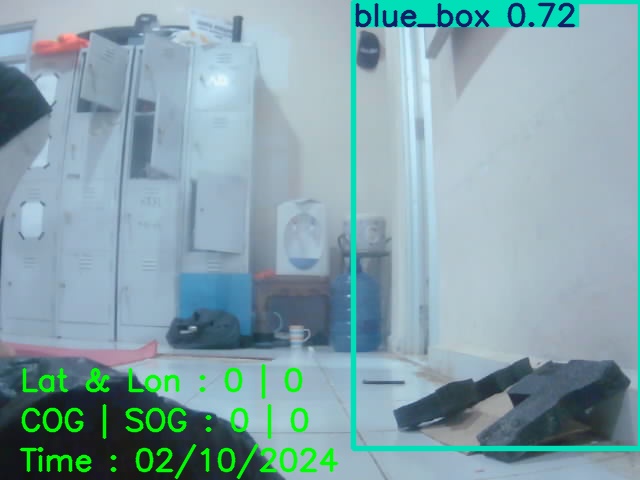 blue_box 0.72
Lat & Lon : 0 | 0
COG | SOG : 0 | 0
Time : 02/10/2024